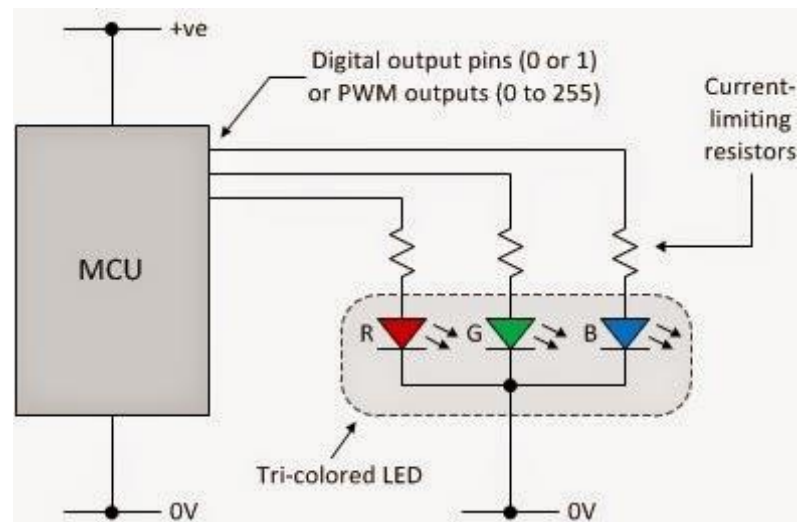 +ve
Digital output pins (0 or 1)
or PWM outputs (0 to 255)
Current-
limiting
resistors
MCU
R
G
B
Tri-colored LED
0V
0V